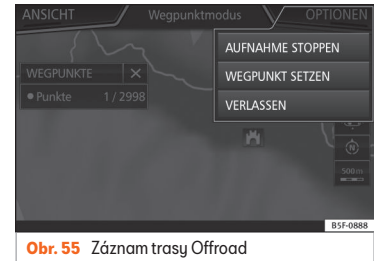 ANSICHT
Wegpunktmodus
OPTIONEN
AUFNAHME STOPPEN
WEGPUNKT SETZEN
VERLASSEN
WEGPUNKTE
Punkte 1 / 2998
N
500 m
B5F-0888
Obr. 55 Záznam trasy Offroad